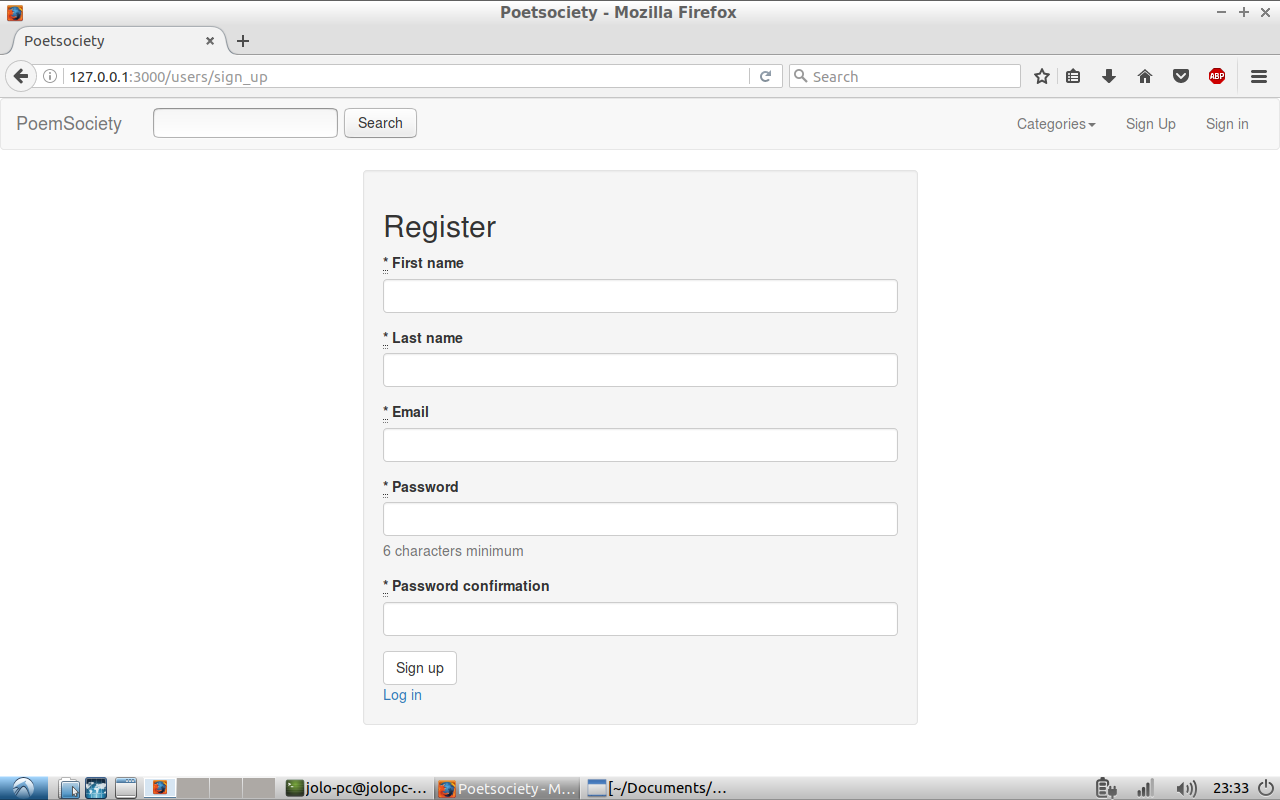 Poetsociety - Mozilla Firefox
Poetsociety
127.0.0.1:3000/users/sign_up
Search
ABP
PoemSociety
Search
Categories
Sign Up
Sign in
Register
* First name
* Last name
* Email
* Password
6 characters minimum
* Password confirmation
Sign up
Log in
jolo-pc@jolopc-...
Poetsociety - M...
[~/Documents/...
23:33